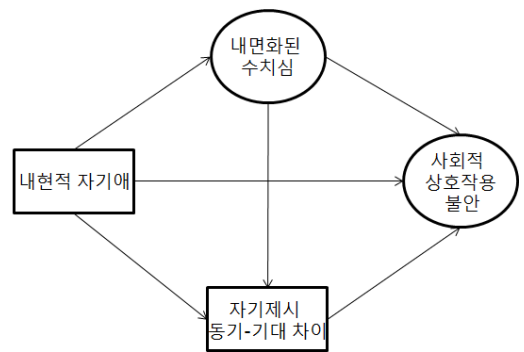 내면화된
수치심
내현적 자기애
사회적
상호작용
불안
자기제시
동기-기대 차이